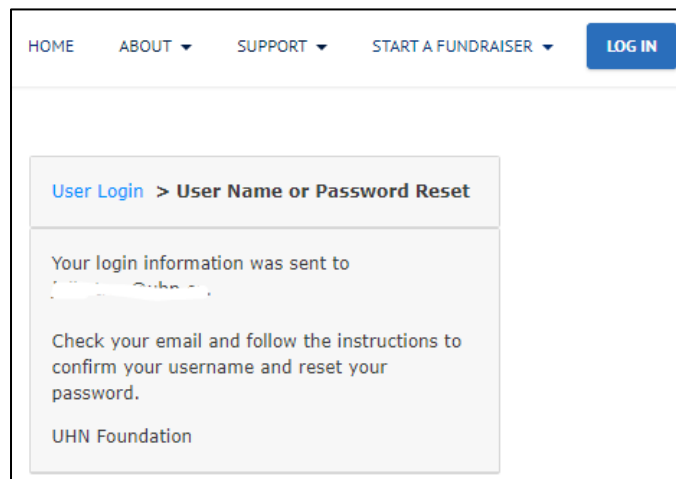 HOME ABOUT SUPPORT START A FUNDRAISER LOG IN
User Login > User Name or Password Reset
Your login information was sent to
Check your email and follow the instructions to
confirm your username and reset your
password.
UHN Foundation